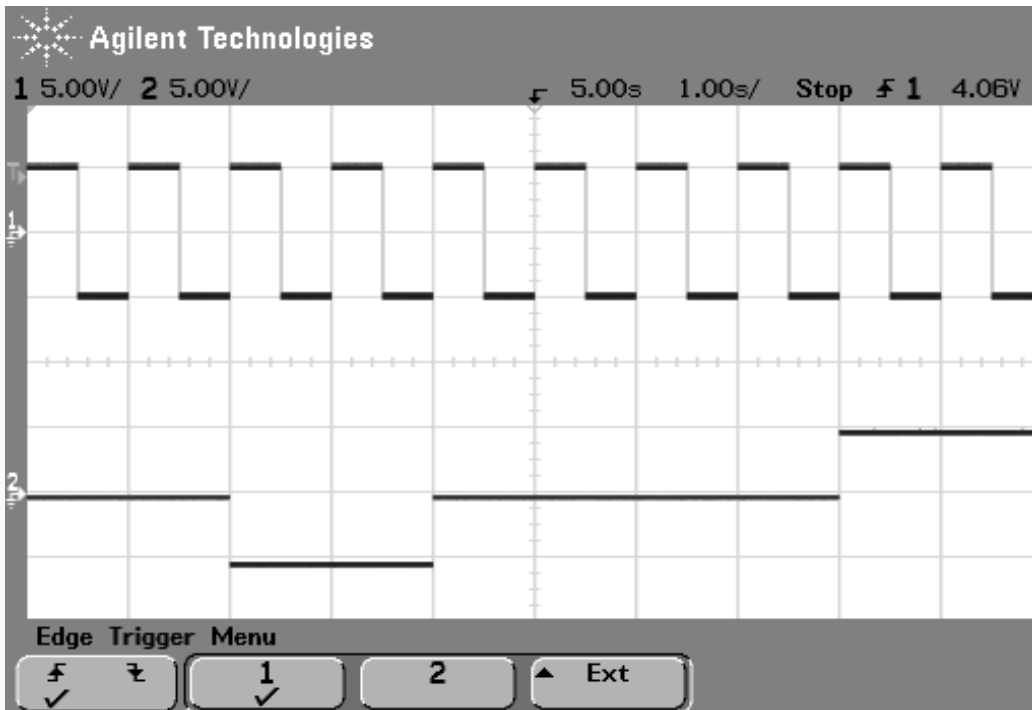 Agilent Technologies
1 5.00V/ 2 5.00V/ 5.00s 1.00s/ Stop 1 4.06V
T
1
2
Edge Trigger Menu
1 2 Ext